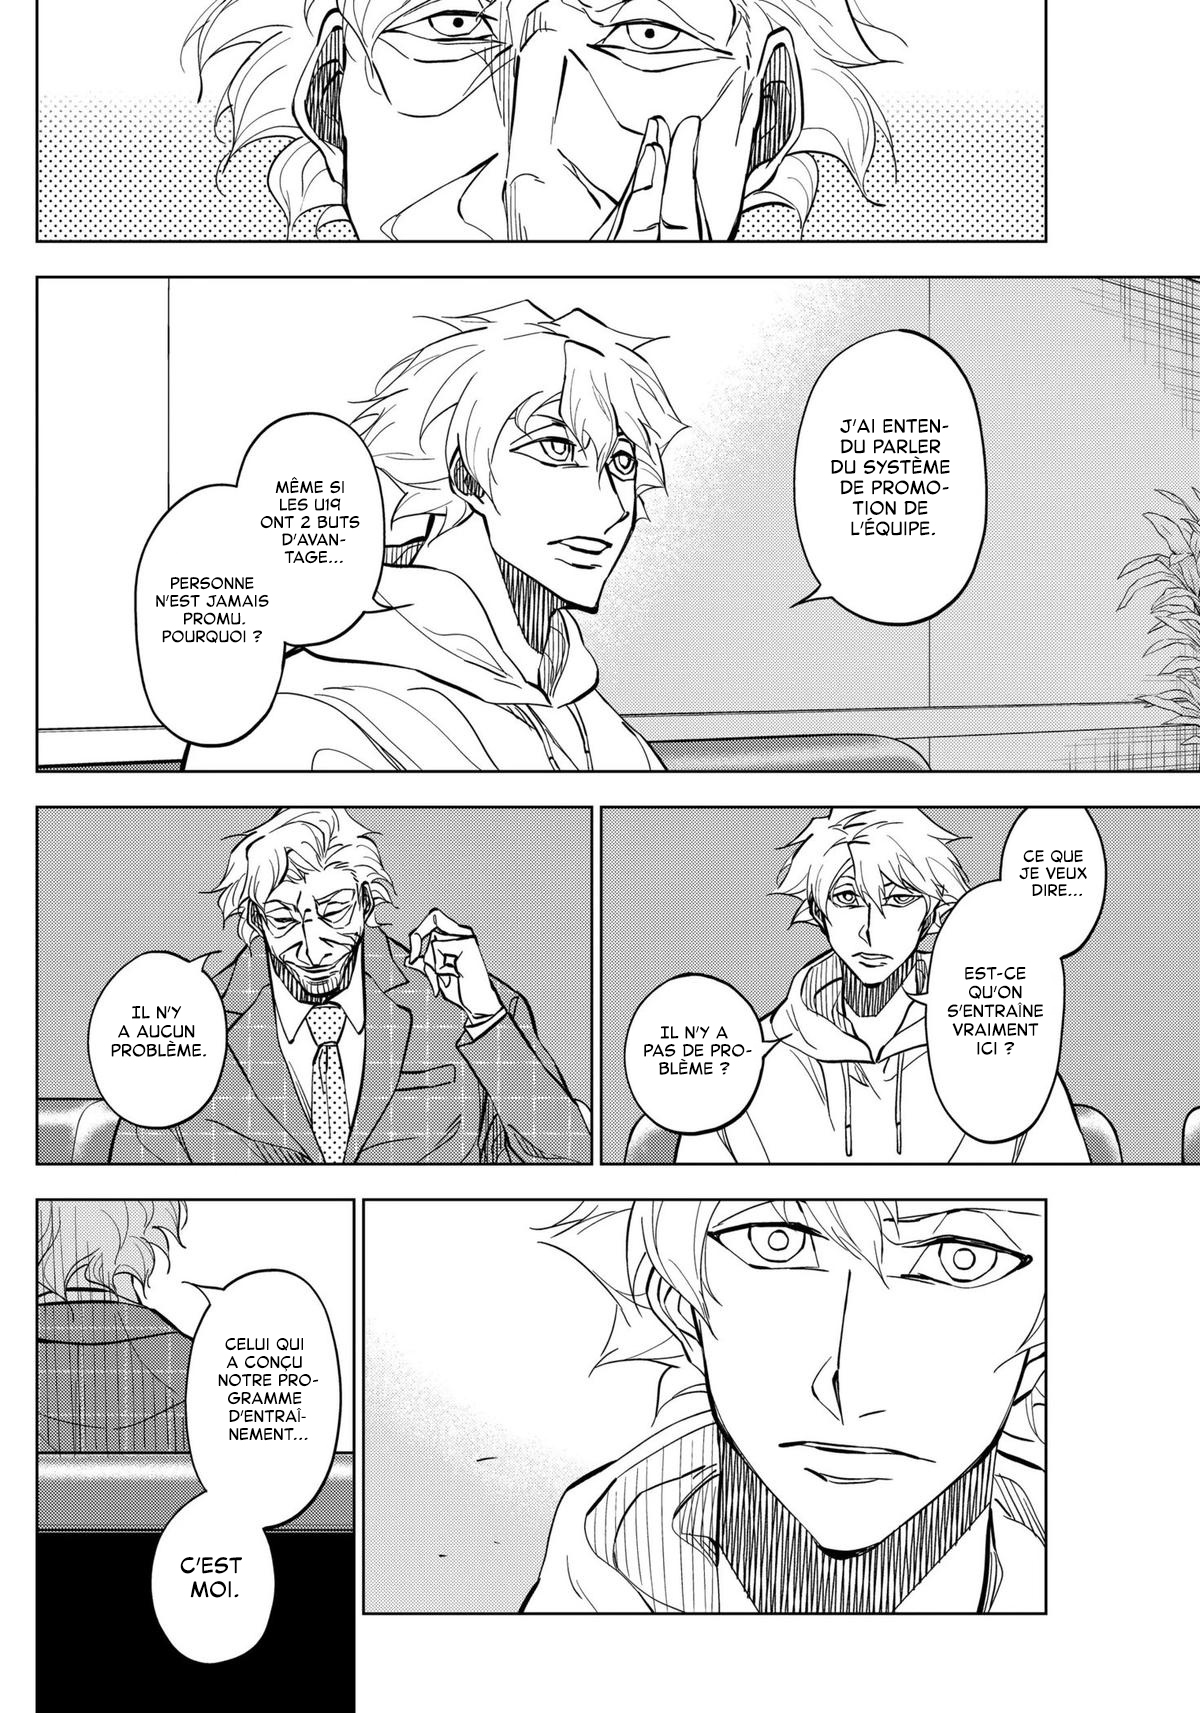 J'AI ENTEN-
DU PARLER
DU SYSTÈME
DE PROMO-
TION DE
L'ÉQUIPE.
MÊME SI
LES U19
ONT 2 BUTS
D'AVAN-
TAGE...
PERSONNE
N'EST JAMAIS
PROMU.
POURQUOI ?
CE QUE
JE VEUX
DIRE...
EST-CE
QU'ON
S'ENTRAÎNE
VRAIMENT
ICI ?
IL N'Y A
PAS DE PRO-
BLÈME ?
IL N'Y
A AUCUN
PROBLÈME.
CELUI QUI
A CONÇU
NOTRE PRO-
GRAMME
D'ENTRAÎ-
NEMENT...
C'EST
MOI.